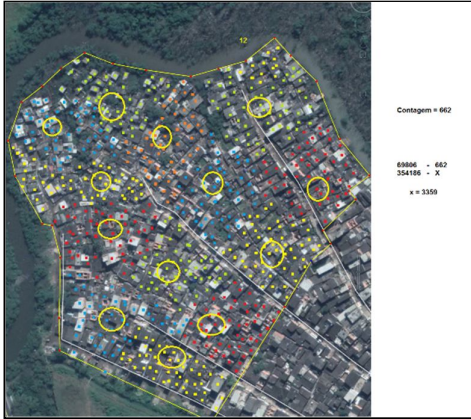 12
Contagem = 662
69806 - 662
354186 - X
x = 3359